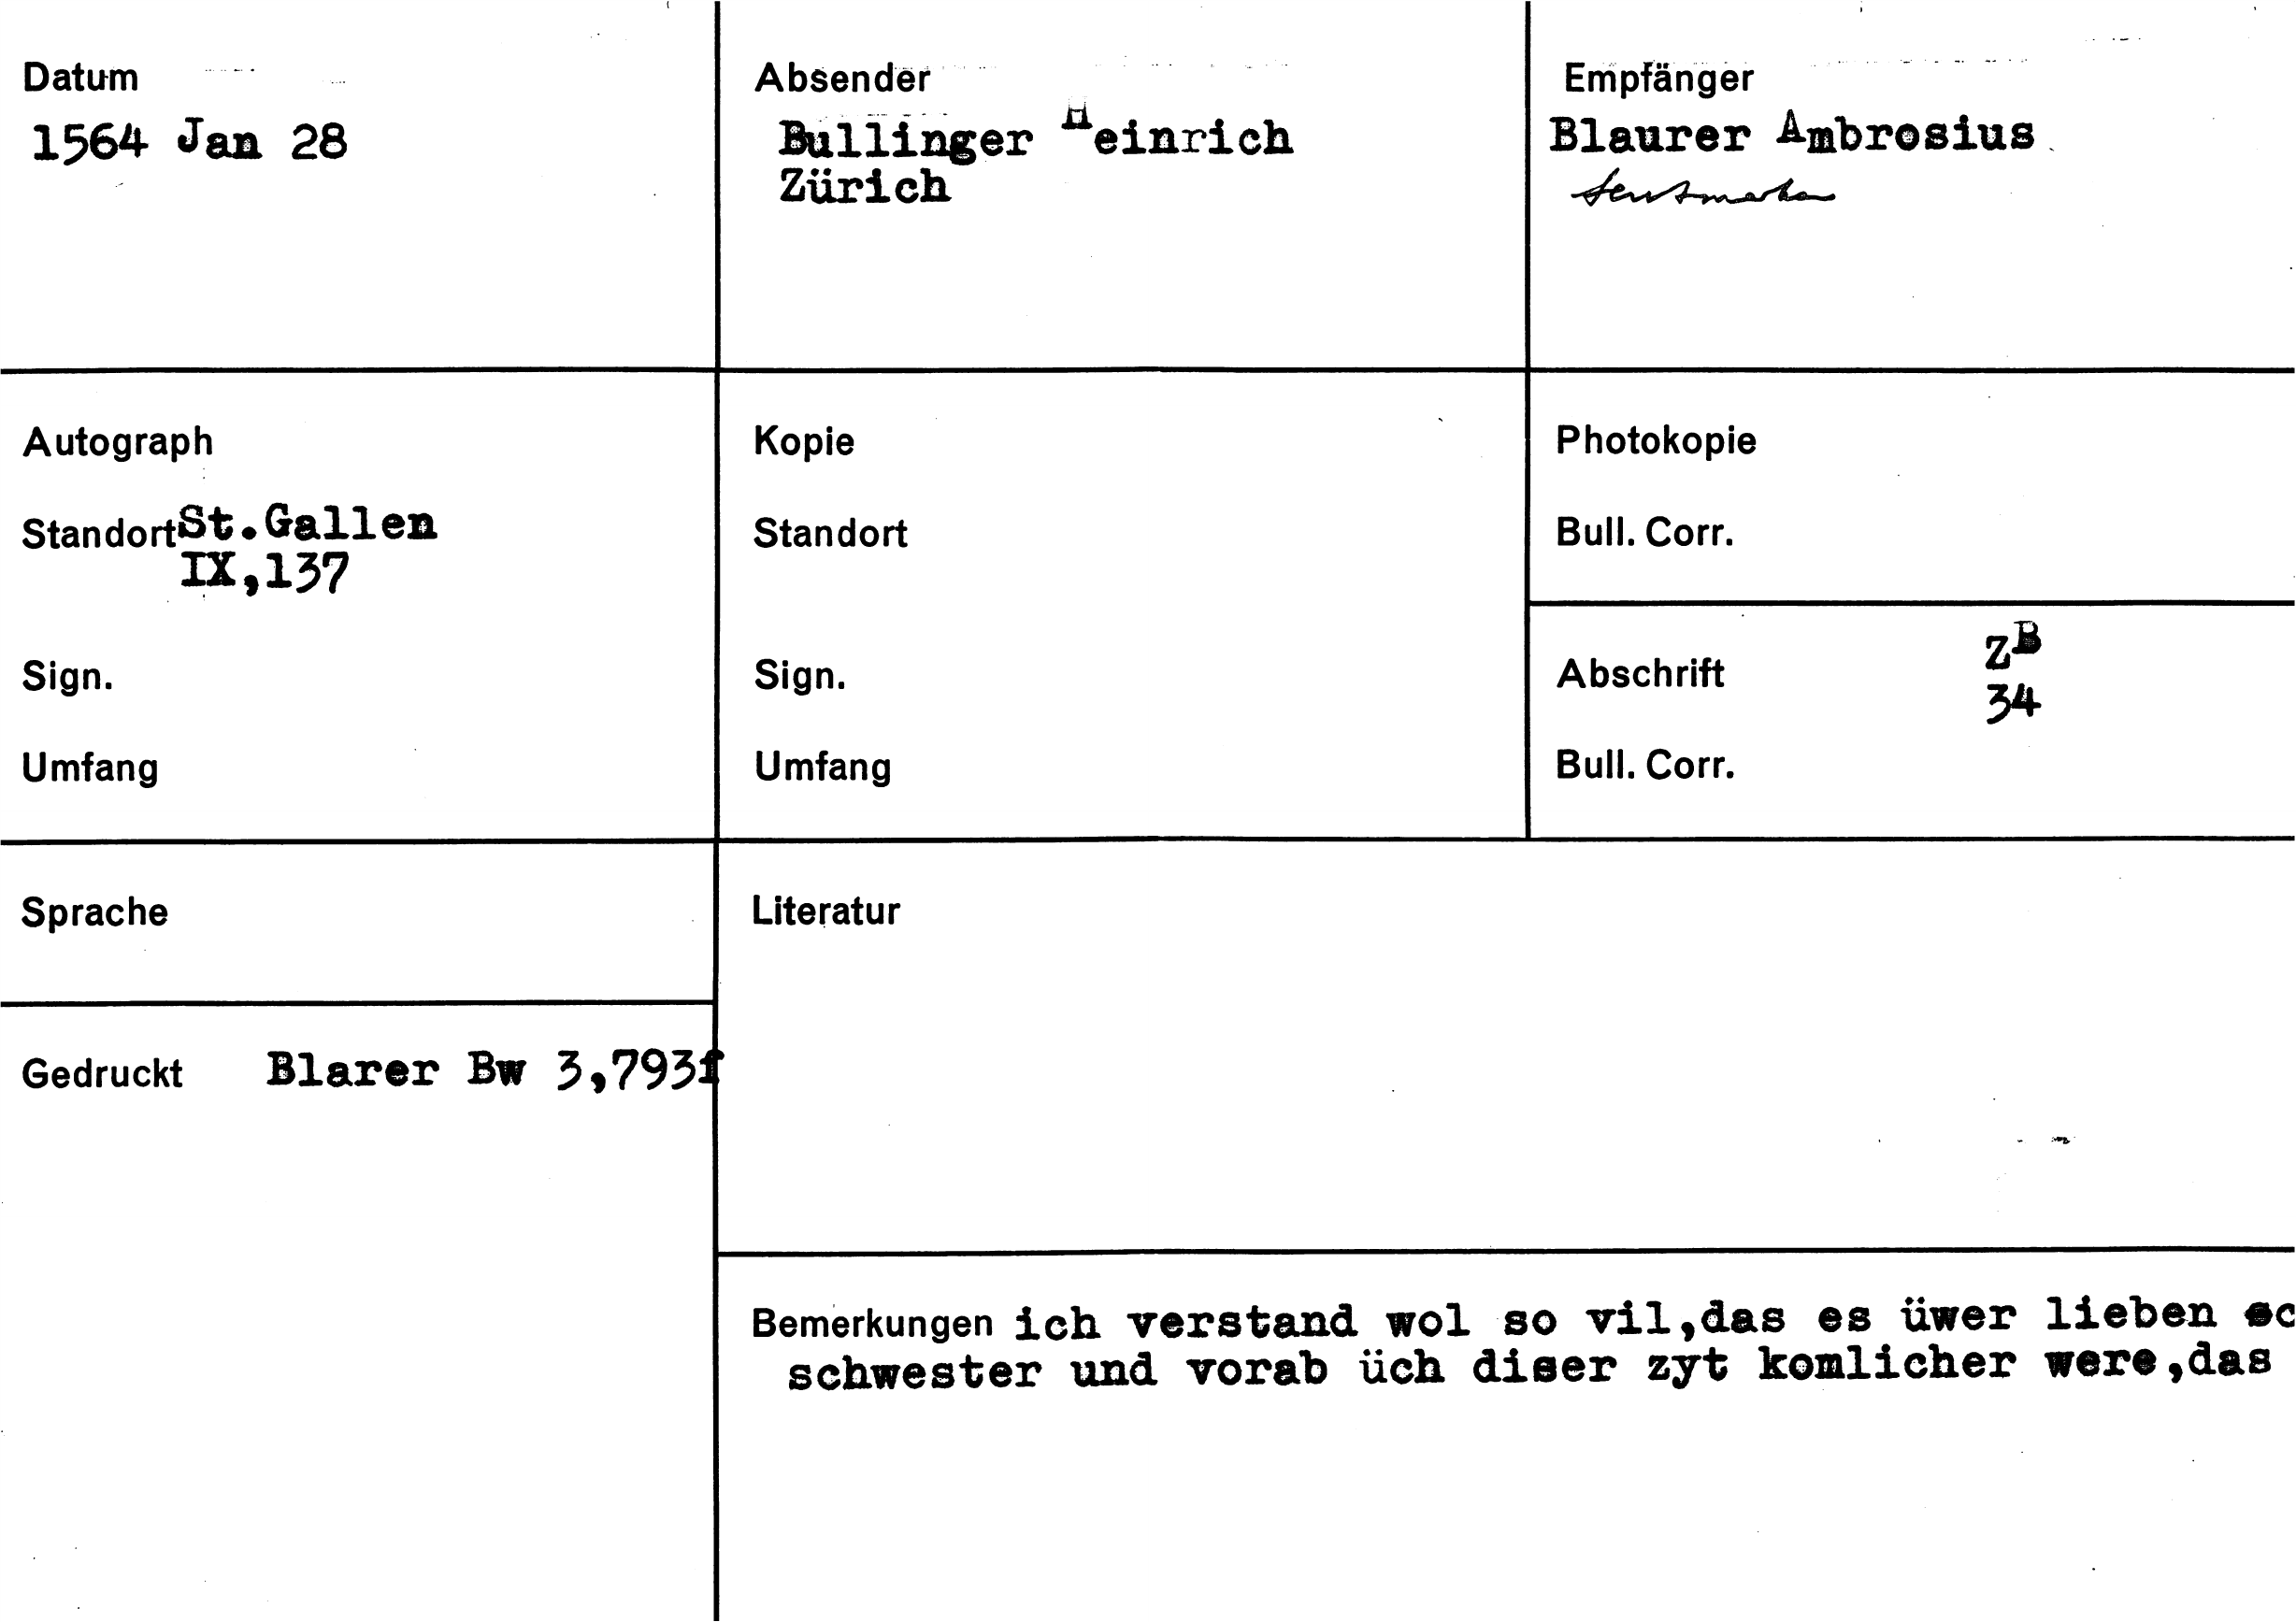 Datum
1564 Jan 28
Absender
Bullinger Heinrich
Zürich
Empfänger
Blaurer Ambrosius
Autograph
Standort St.Gallen
IX,137
Sign.
Umfang
Kopie
Standort
Sign.
Umfang
Photokopie
Bull. Corr.
Abschrift ZB
34
Bull. Corr.
Sprache
Gedruckt Blarer Bw 3,793f
Literatur
Bemerkungen ich verstand wol so vil,das es üwer lieben sc
schwester und vorab üch diser zyt komlicher were,das